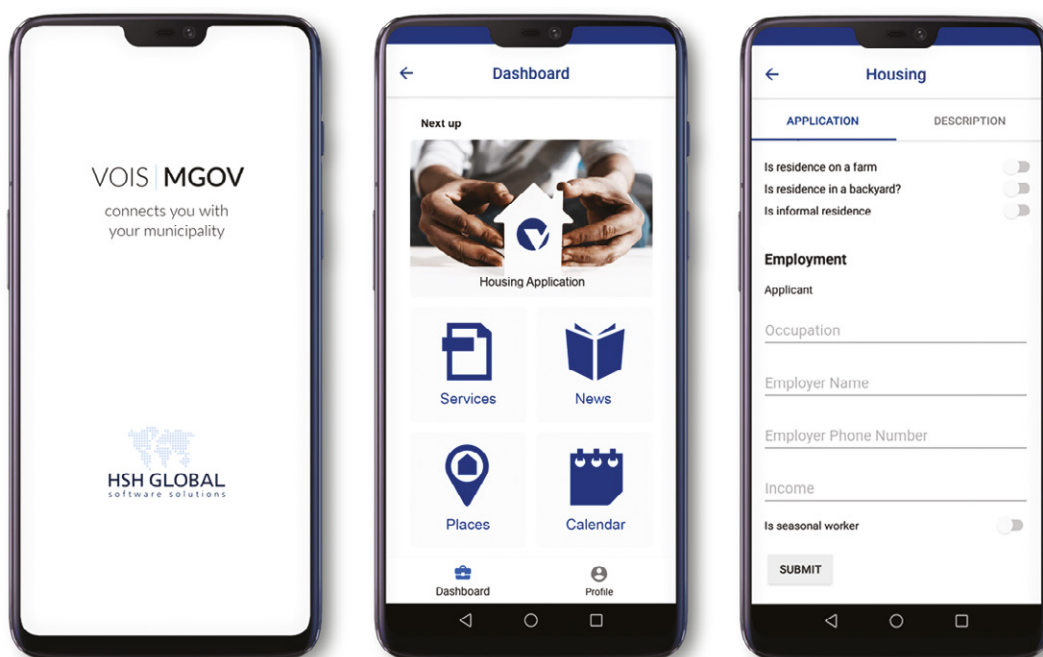 VOIS | MGOV
connects you with
your municipality
HSH GLOBAL
software solutions
Dashboard
Next up
Housing Application
Services
News
Places
Calendar
Dashboard
Profile
Housing
APPLICATION
DESCRIPTION
Is residence on a farm
Is residence in a backyard?
Is informal residence
Employment
Applicant
Occupation
Employer Name
Employer Phone Number
Income
Is seasonal worker
SUBMIT